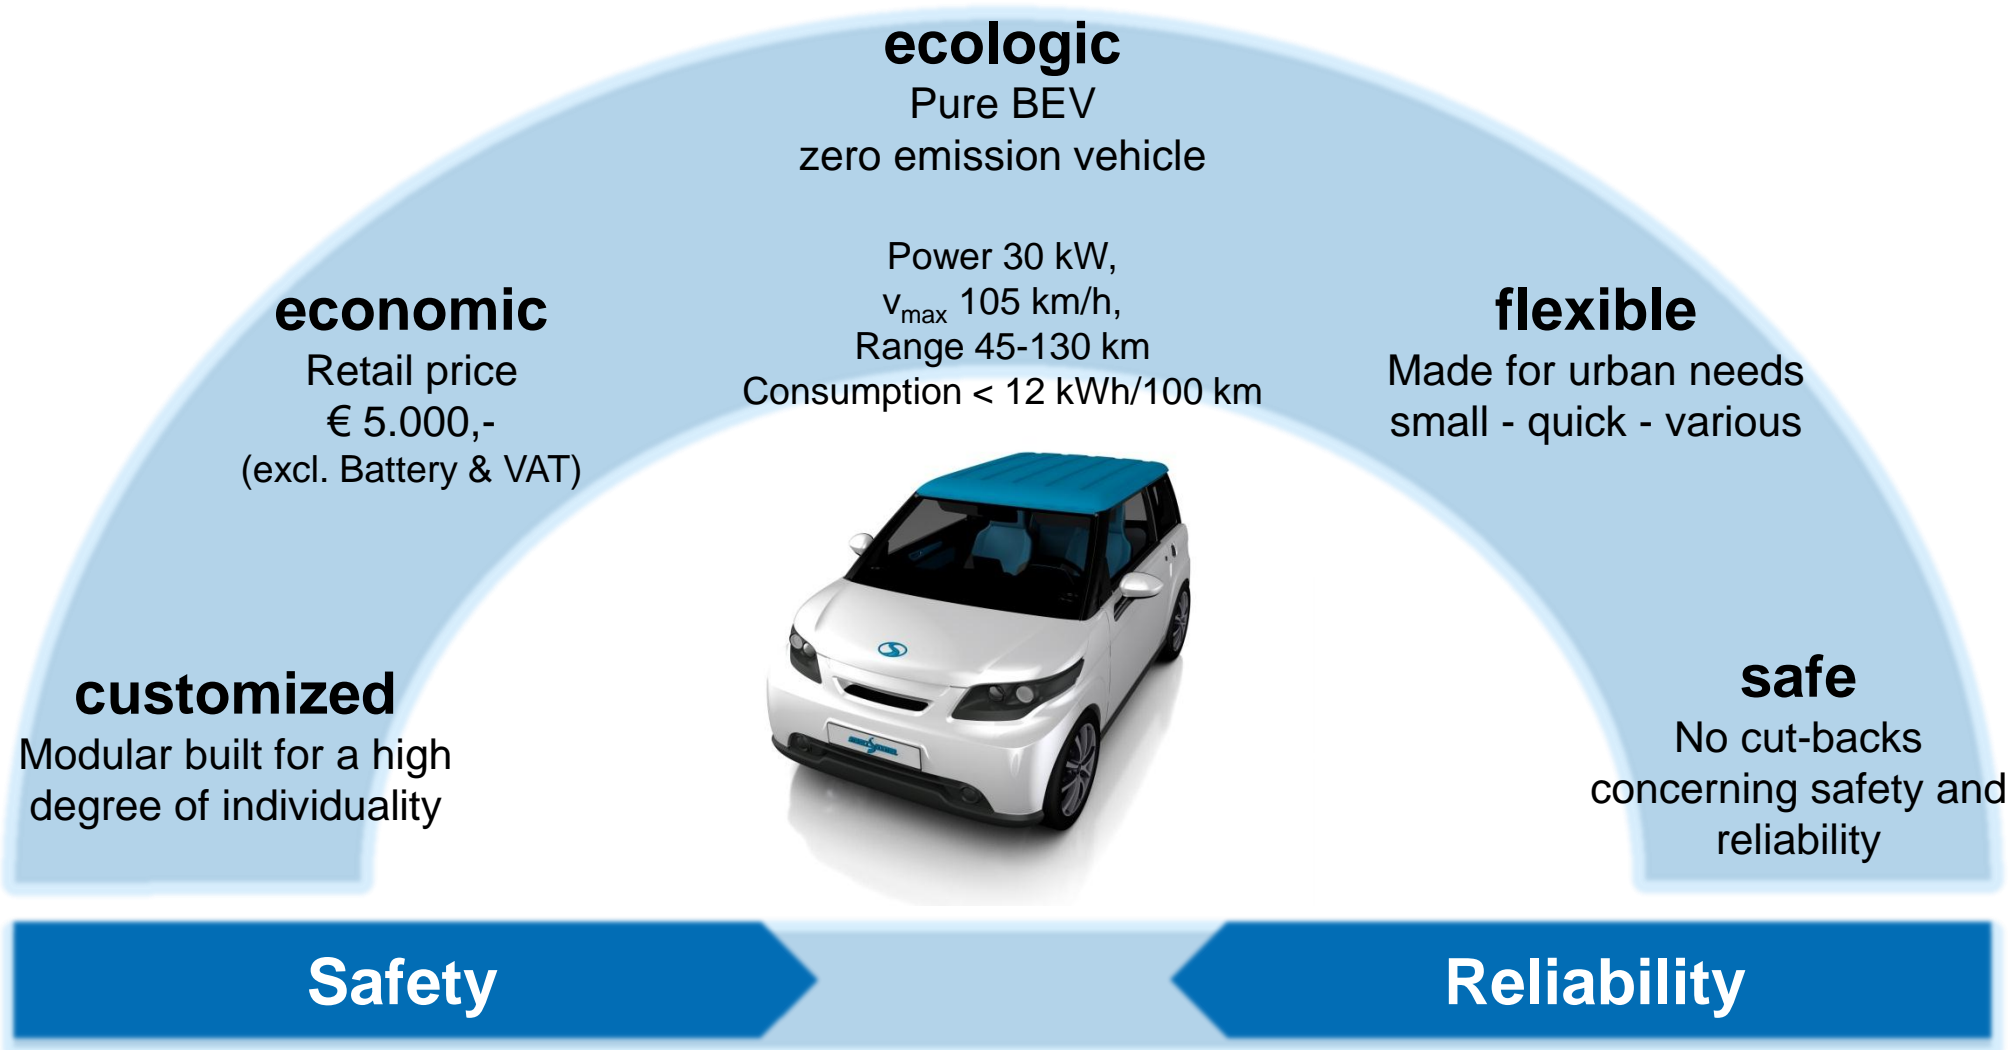 ecologic
Pure BEV
zero emission vehicle
Power 30 kW,
vmax 105 km/h,
Range 45-130 km
Consumption < 12 kWh/100 km
economic
Retail price
€ 5.000,-
(excl. Battery & VAT)
flexible
Made for urban needs
small - quick - various
customized
Modular built for a high
degree of individuality
safe
No cut-backs
concerning safety and
reliability
Safety
Reliability